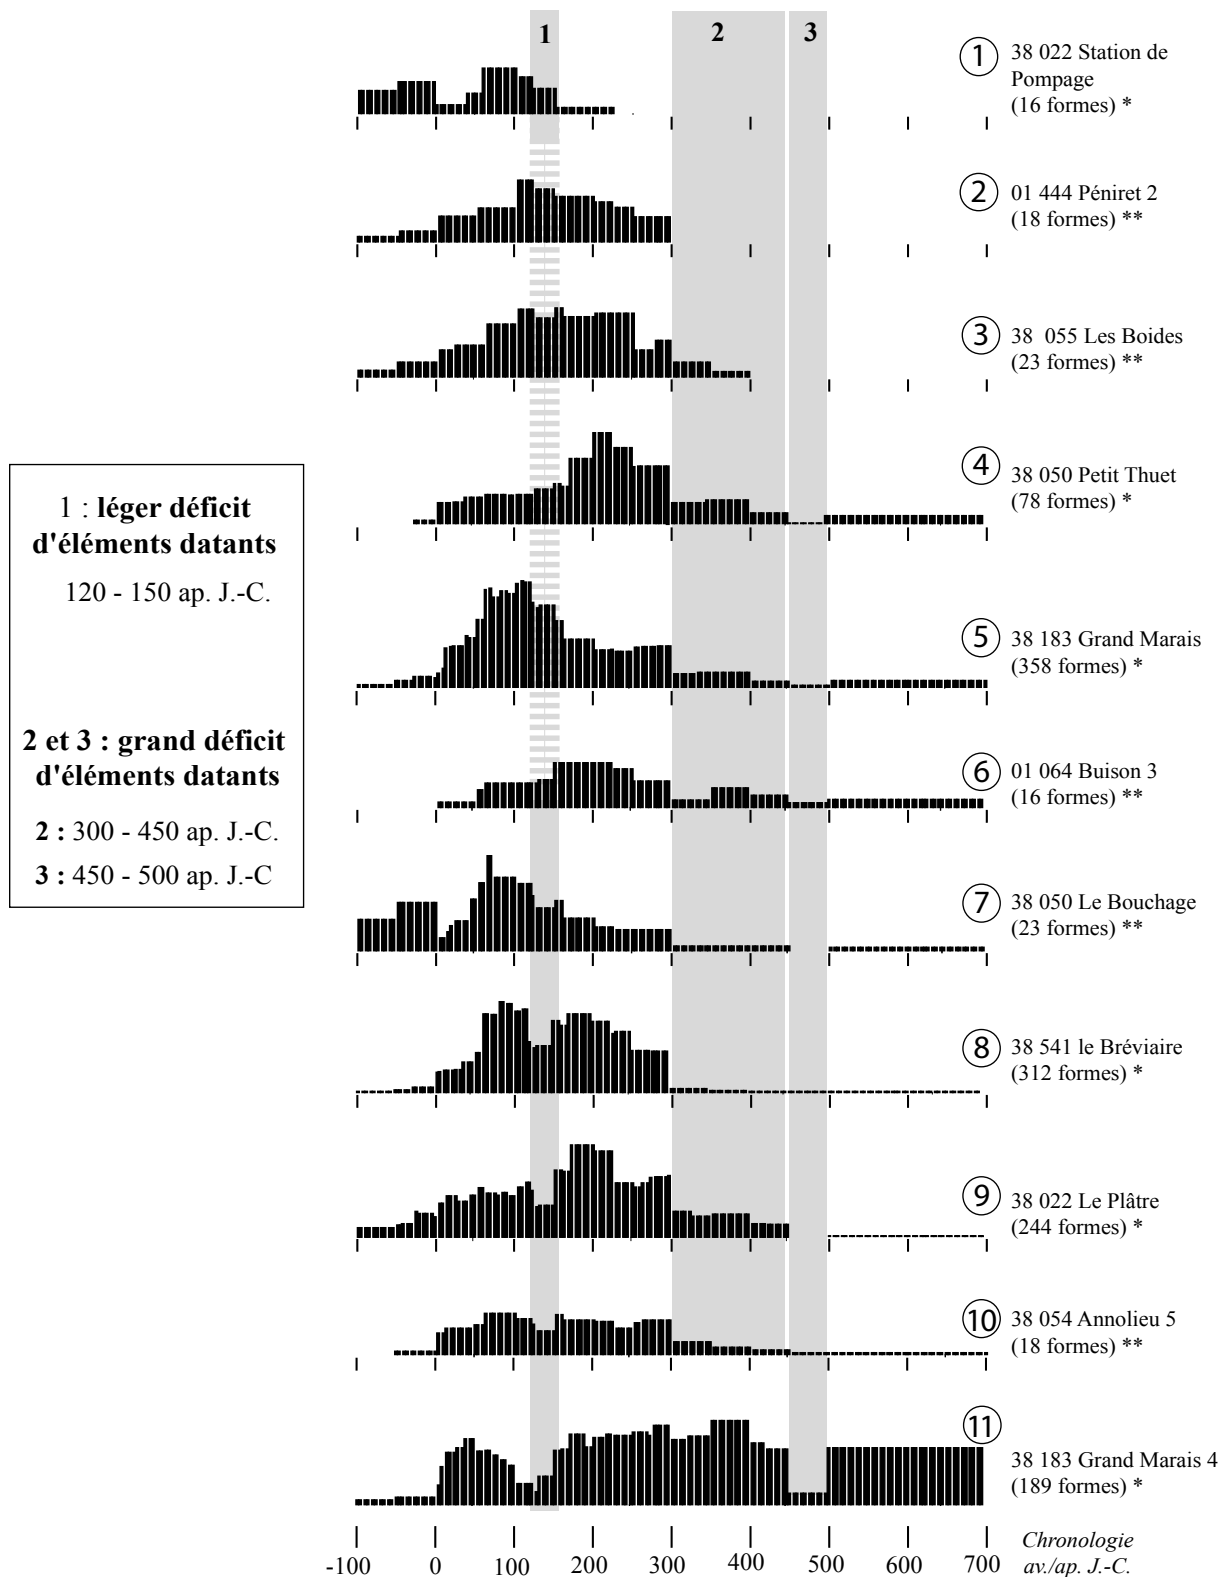 1
2
3
1
38 022 Station de
Pompage
(16 formes) *
2
01 444 Péniret 2
(18 formes) **
3
38 055 Les Boides
(23 formes) **
4
38 050 Petit Thuet
(78 formes) *
1 : léger déficit
d'éléments datants
120 - 150 ap. J.-C.
2 et 3 : grand déficit
d'éléments datants
2 : 300 - 450 ap. J.-C.
3 : 450 - 500 ap. J.-C
5
38 183 Grand Marais
(358 formes) *
6
01 064 Buison 3
(16 formes) **
7
38 050 Le Bouchage
(23 formes) **
8
38 541 le Bréviaire
(312 formes) *
9
38 022 Le Plâtre
(244 formes) *
10
38 054 Annolieu 5
(18 formes) **
11
38 183 Grand Marais 4
(189 formes) *
-100 0 100 200 300 400 500 600 700
Chronologie
av./ap. J.-C.